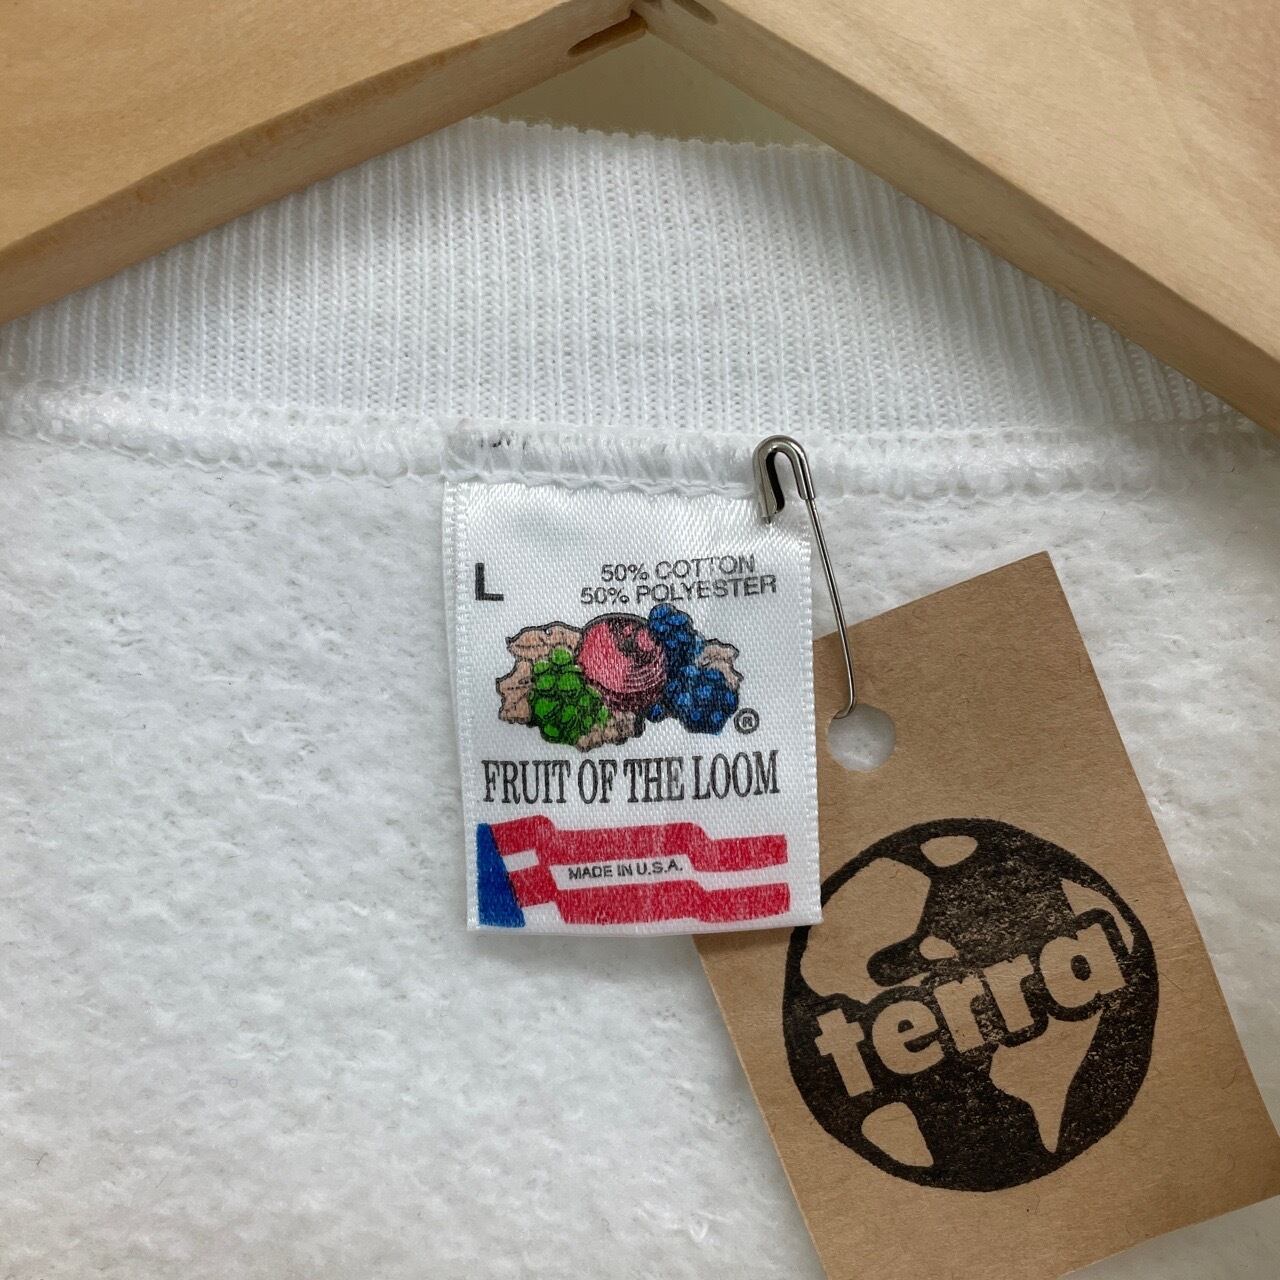 L
50% COTTON
50% POLYESTER
®
FRUIT OF THE LOOM
MADE IN U.S.A.
terra